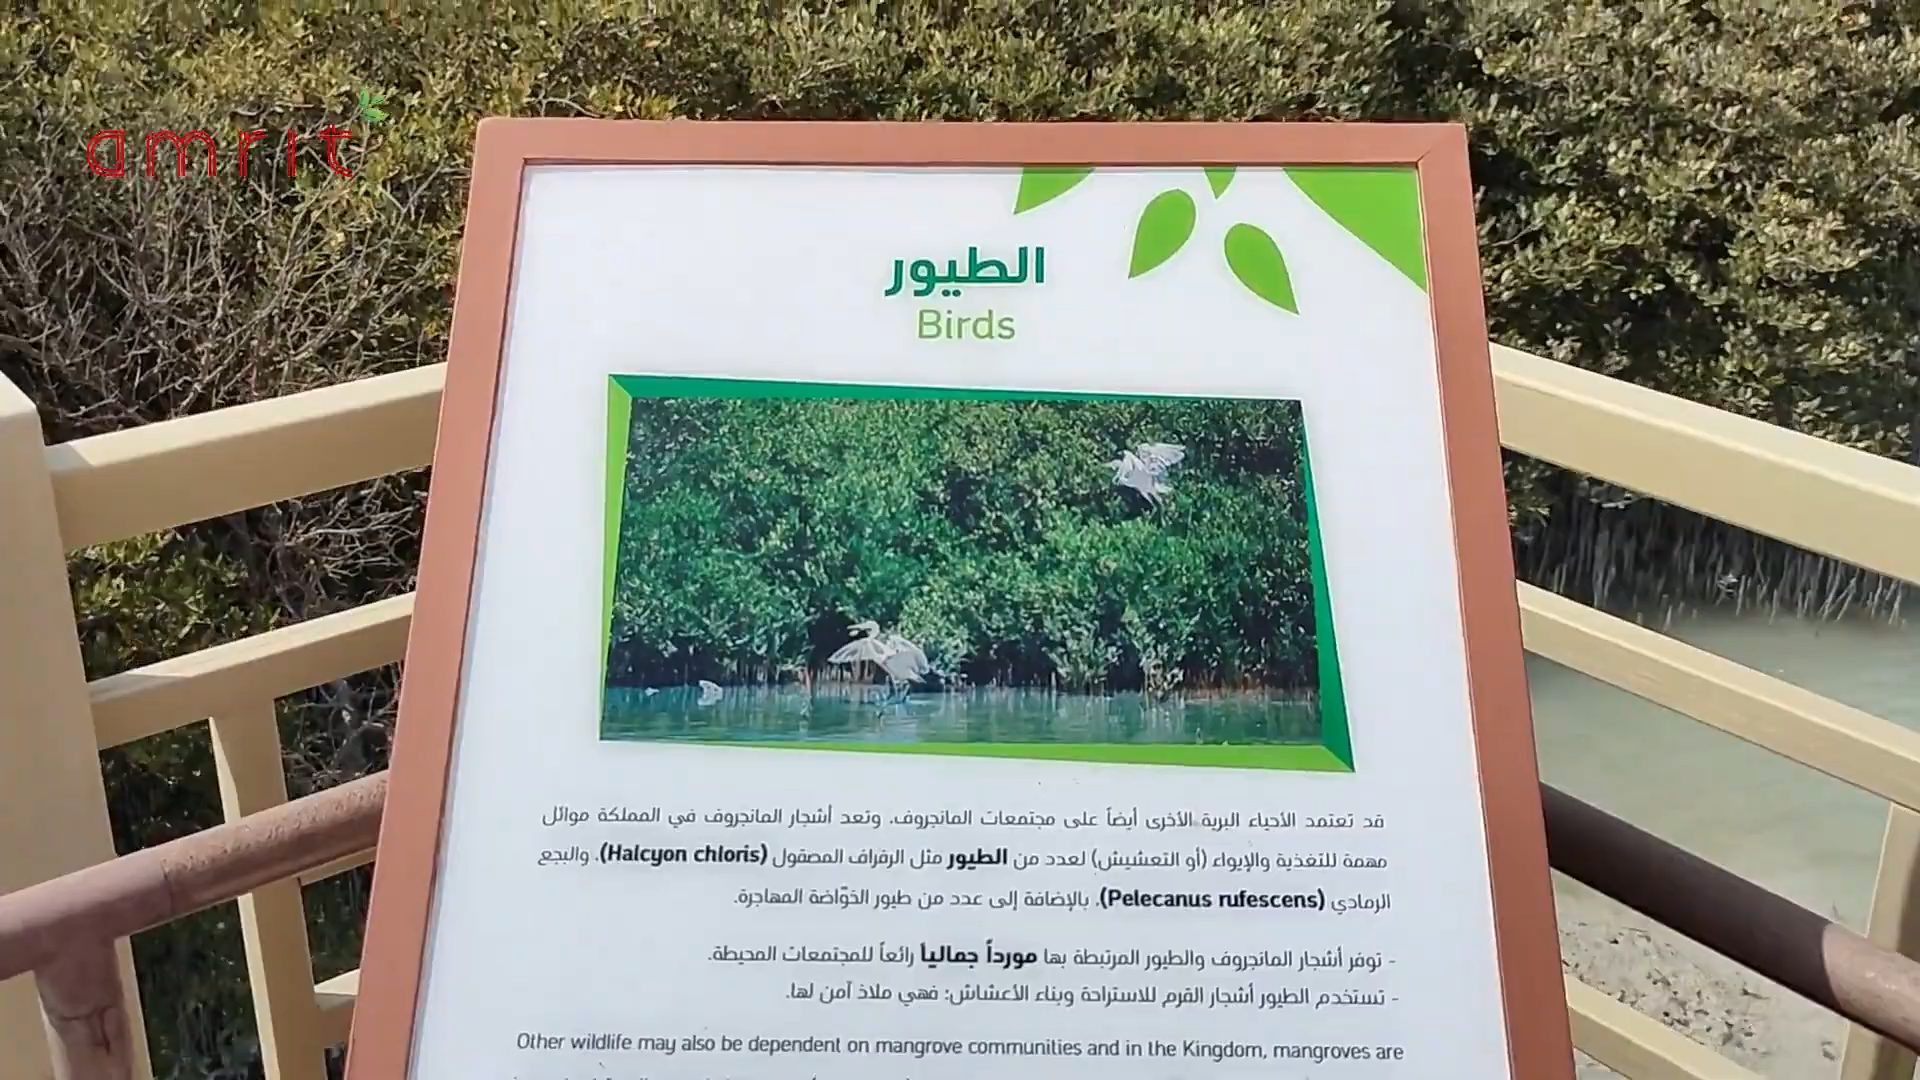 amrit
الطيور
Birds
قد تعتمد الأحياء البرية الأخرى أيضاً على مجتمعات المانجروف. وتعد أشجار المانجروف في المملكة موائل
مهمة للتغذية والإيواء (أو التعشيش) لعدد من الطيور مثل الرفراف المصقول (Halcyon chloris)، والبجع
الرمادي (Pelecanus rufescens)، بالإضافة إلى عدد من طيور الخوّاضة المهاجرة.
- توفر أشجار المانجروف والطيور المرتبطة بها مورداً جمالياً رائعاً للمجتمعات المحيطة.
- تستخدم الطيور أشجار القرم للاستراحة وبناء الأعشاش؛ فهي ملاذ آمن لها.
Other wildlife may also be dependent on mangrove communities and in the Kingdom, mangroves are